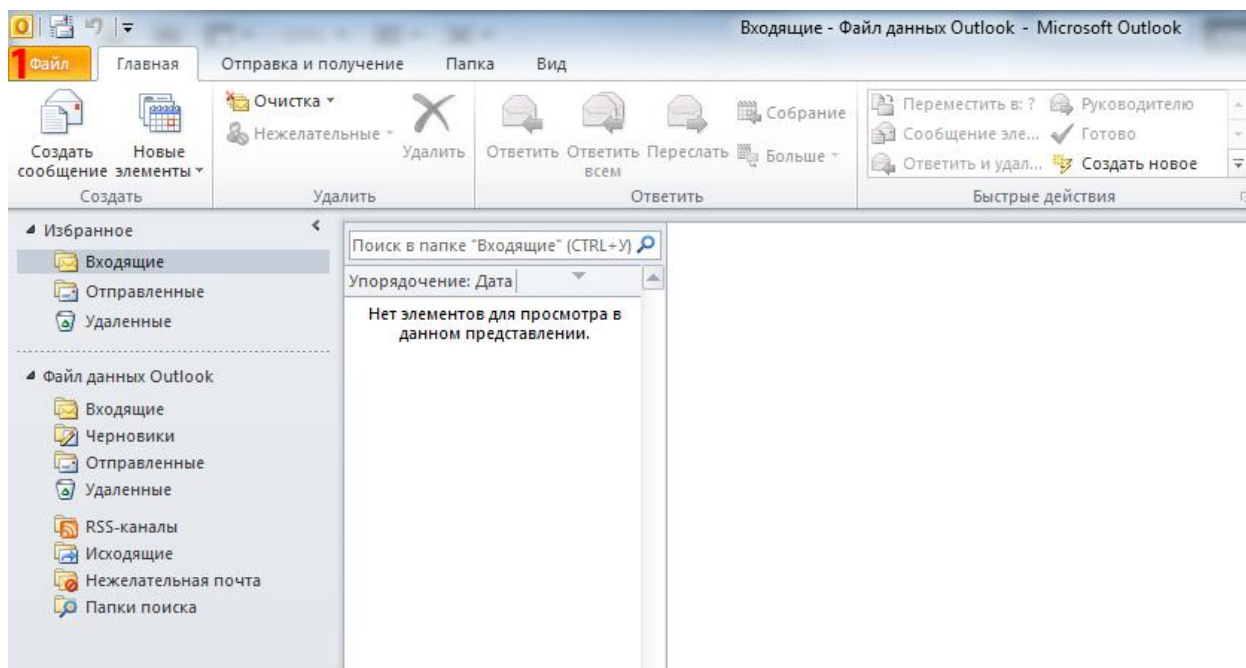 Входящие - Файл данных Outlook - Microsoft Outlook
1 Файл Главная Отправка и получение Папка Вид
Создать сообщение
Новые элементы
Создать
Очистка
Нежелательные
Удалить
Удалить
Ответить
Ответить всем
Переслать
Собрание
Больше
Ответить
Переместить в: ?
Сообщение эле...
Ответить и удал...
Руководителю
Готово
Создать новое
Быстрые действия
Избранное
Входящие
Отправленные
Удаленные
Файл данных Outlook
Входящие
Черновики
Отправленные
Удаленные
RSS-каналы
Исходящие
Нежелательная почта
Папки поиска
Поиск в папке "Входящие" (CTRL+У)
Упорядочение: Дата
Нет элементов для просмотра в
данном представлении.